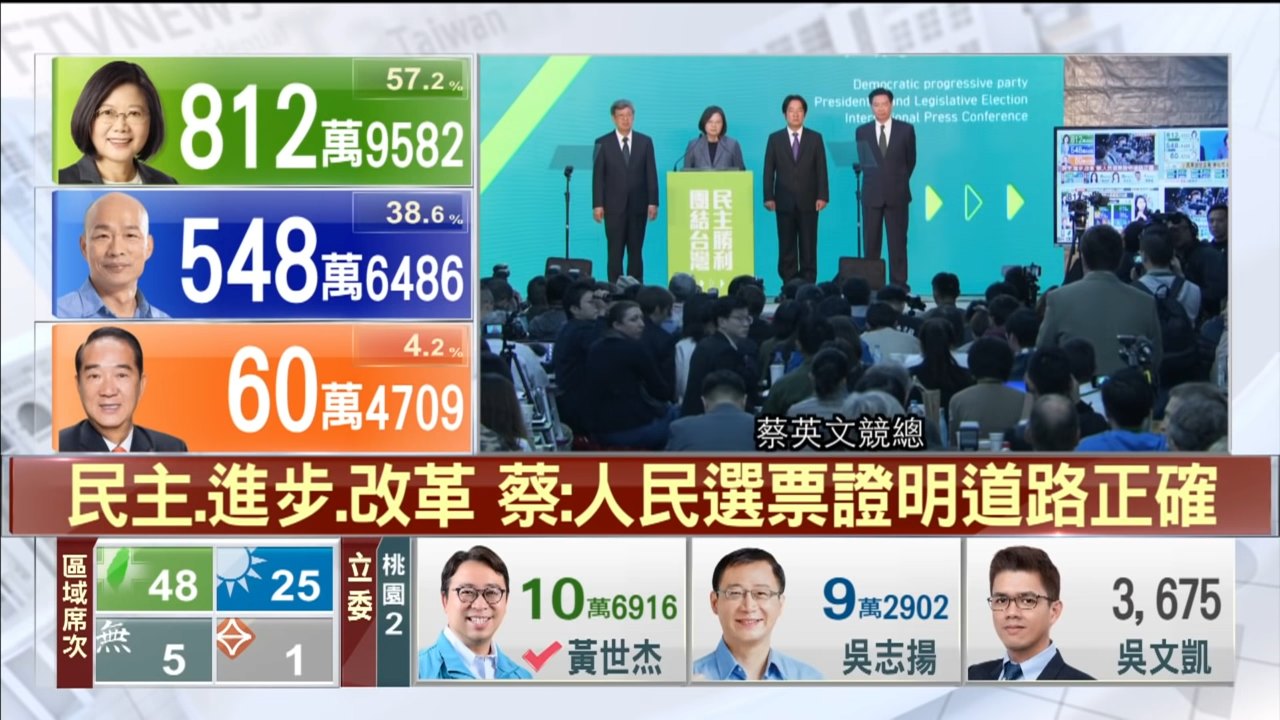 FTVNEWS
Taiwan
57.2%
812萬9582
38.6%
548萬6486
4.2%
60萬4709
Democratic progressive party
Presidential and Legislative Election
International Press Conference
民主勝利
團結台灣
蔡英文競總
民主.進步.改革 蔡:人民選票證明道路正確
區域席次
48
25
無
5
1
立委
桃園2
10萬6916
黃世杰
9萬2902
吳志揚
3,675
吳文凱